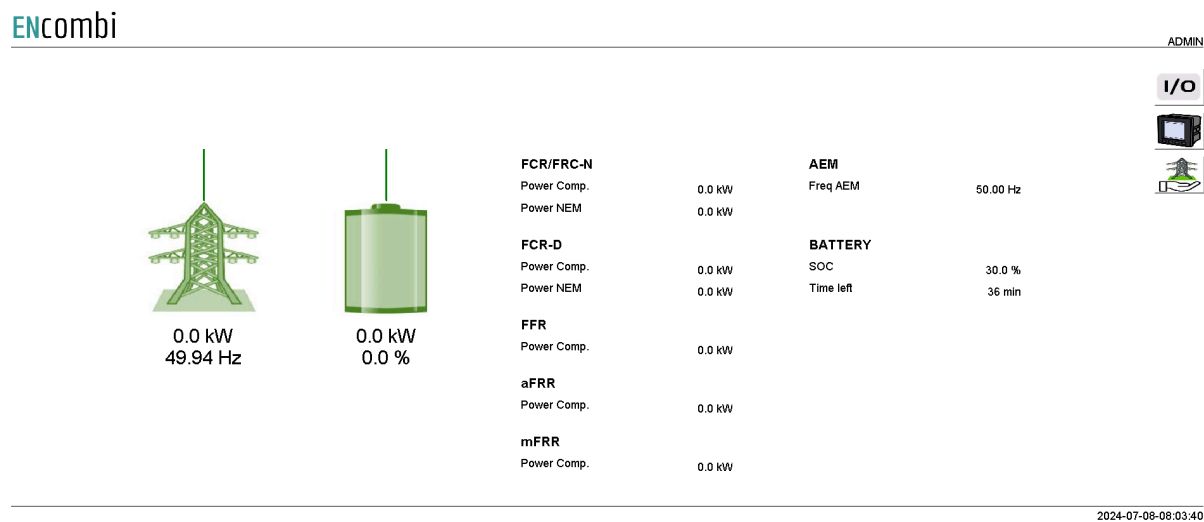 ENcombi
ADMIN
I/O
FCR/FRC-N
Power Comp. 0.0 kW
Power NEM 0.0 kW
AEM
Freq AEM 50.00 Hz
FCR-D
Power Comp. 0.0 kW
Power NEM 0.0 kW
BATTERY
SOC 30.0 %
Time left 36 min
FFR
Power Comp. 0.0 kW
0.0 kW
49.94 Hz
0.0 kW
0.0 %
aFRR
Power Comp. 0.0 kW
mFRR
Power Comp. 0.0 kW
2024-07-08-08:03:40